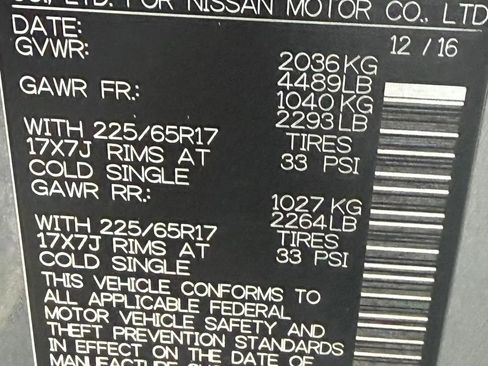 LTD. FOR NISSAN MOTOR CO., LTD
DATE: 12 / 16
GVWR: 2036 KG
4489 LB
GAWR FR.: 1040 KG
2293 LB
WITH 225/65R17 TIRES
17X7J RIMS AT 33 PSI
COLD SINGLE
GAWR RR.: 1027 KG
2264 LB
WITH 225/65R17 TIRES
17X7J RIMS AT 33 PSI
COLD SINGLE
THIS VEHICLE CONFORMS TO
ALL APPLICABLE FEDERAL
MOTOR VEHICLE SAFETY AND
THEFT PREVENTION STANDARDS
IN EFFECT ON THE DATE OF